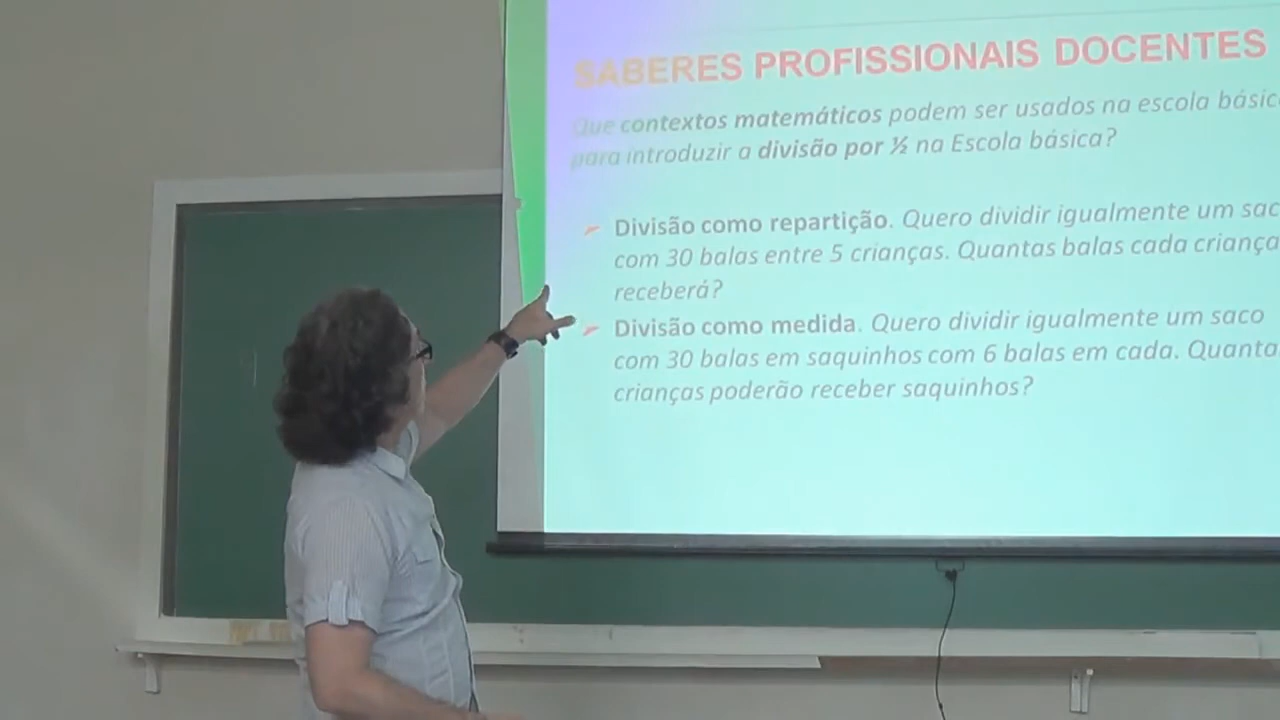 SABERES PROFISSIONAIS DOCENTES
Que contextos matemáticos podem ser usados na escola básic
para introduzir a divisão por ½ na Escola básica?
Divisão como repartição. Quero dividir igualmente um sac
com 30 balas entre 5 crianças. Quantas balas cada criança
receberá?
Divisão como medida. Quero dividir igualmente um saco
com 30 balas em saquinhos com 6 balas em cada. Quanta
crianças poderão receber saquinhos?